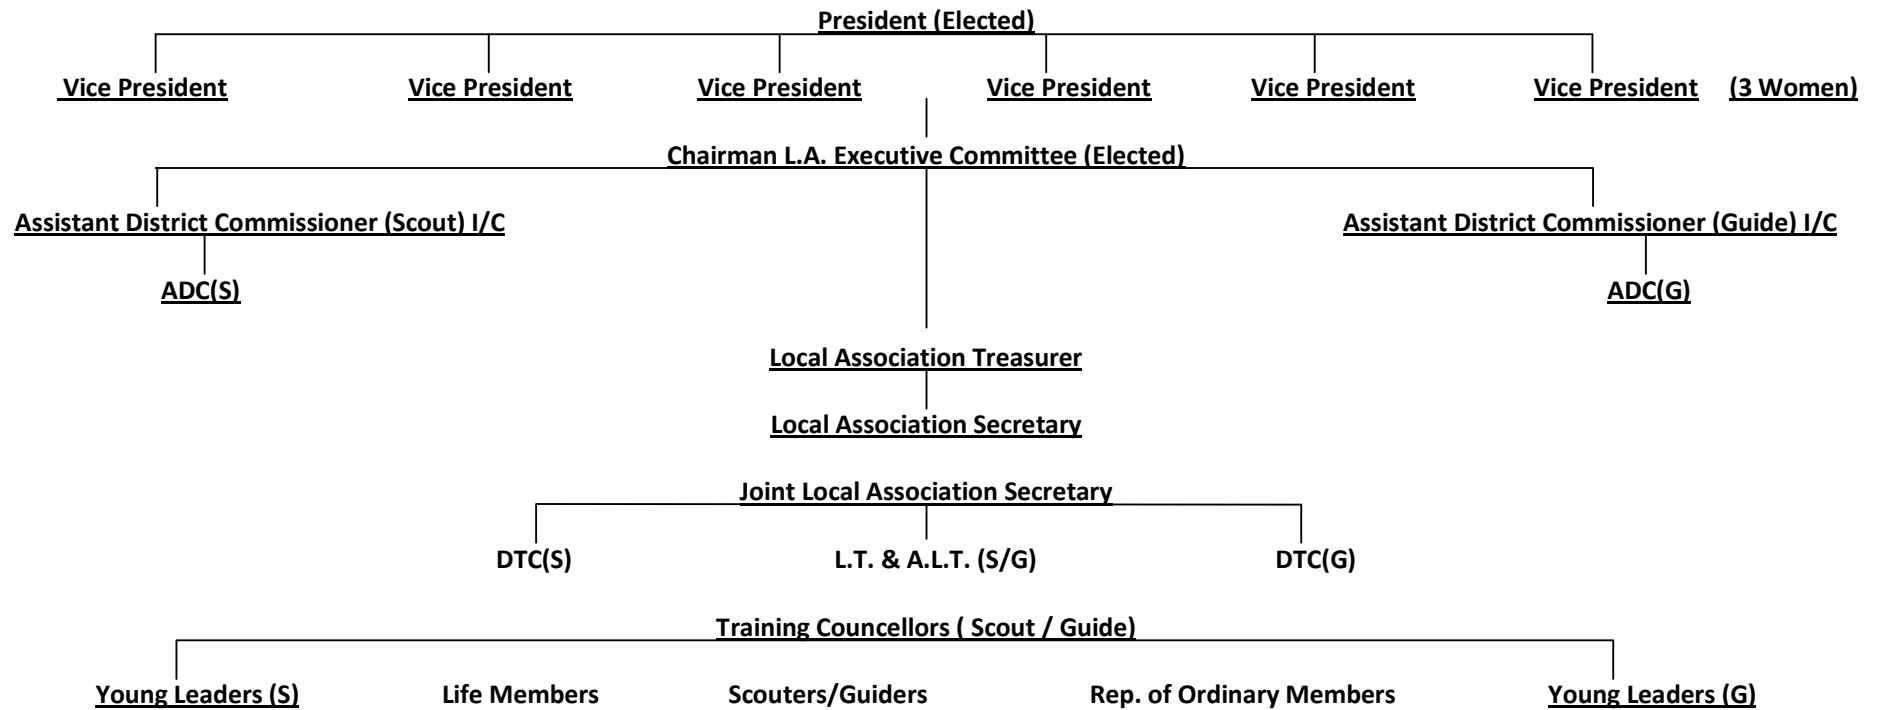 President (Elected)
Vice President Vice President Vice President Vice President Vice President Vice President (3 Women)
Chairman L.A. Executive Committee (Elected)
Assistant District Commissioner (Scout) I/C Assistant District Commissioner (Guide) I/C
ADC(S) ADC(G)
Local Association Treasurer
Local Association Secretary
Joint Local Association Secretary
DTC(S) L.T. & A.L.T. (S/G) DTC(G)
Training Councellors ( Scout / Guide)
Young Leaders (S) Life Members Scouters/Guiders Rep. of Ordinary Members Young Leaders (G)